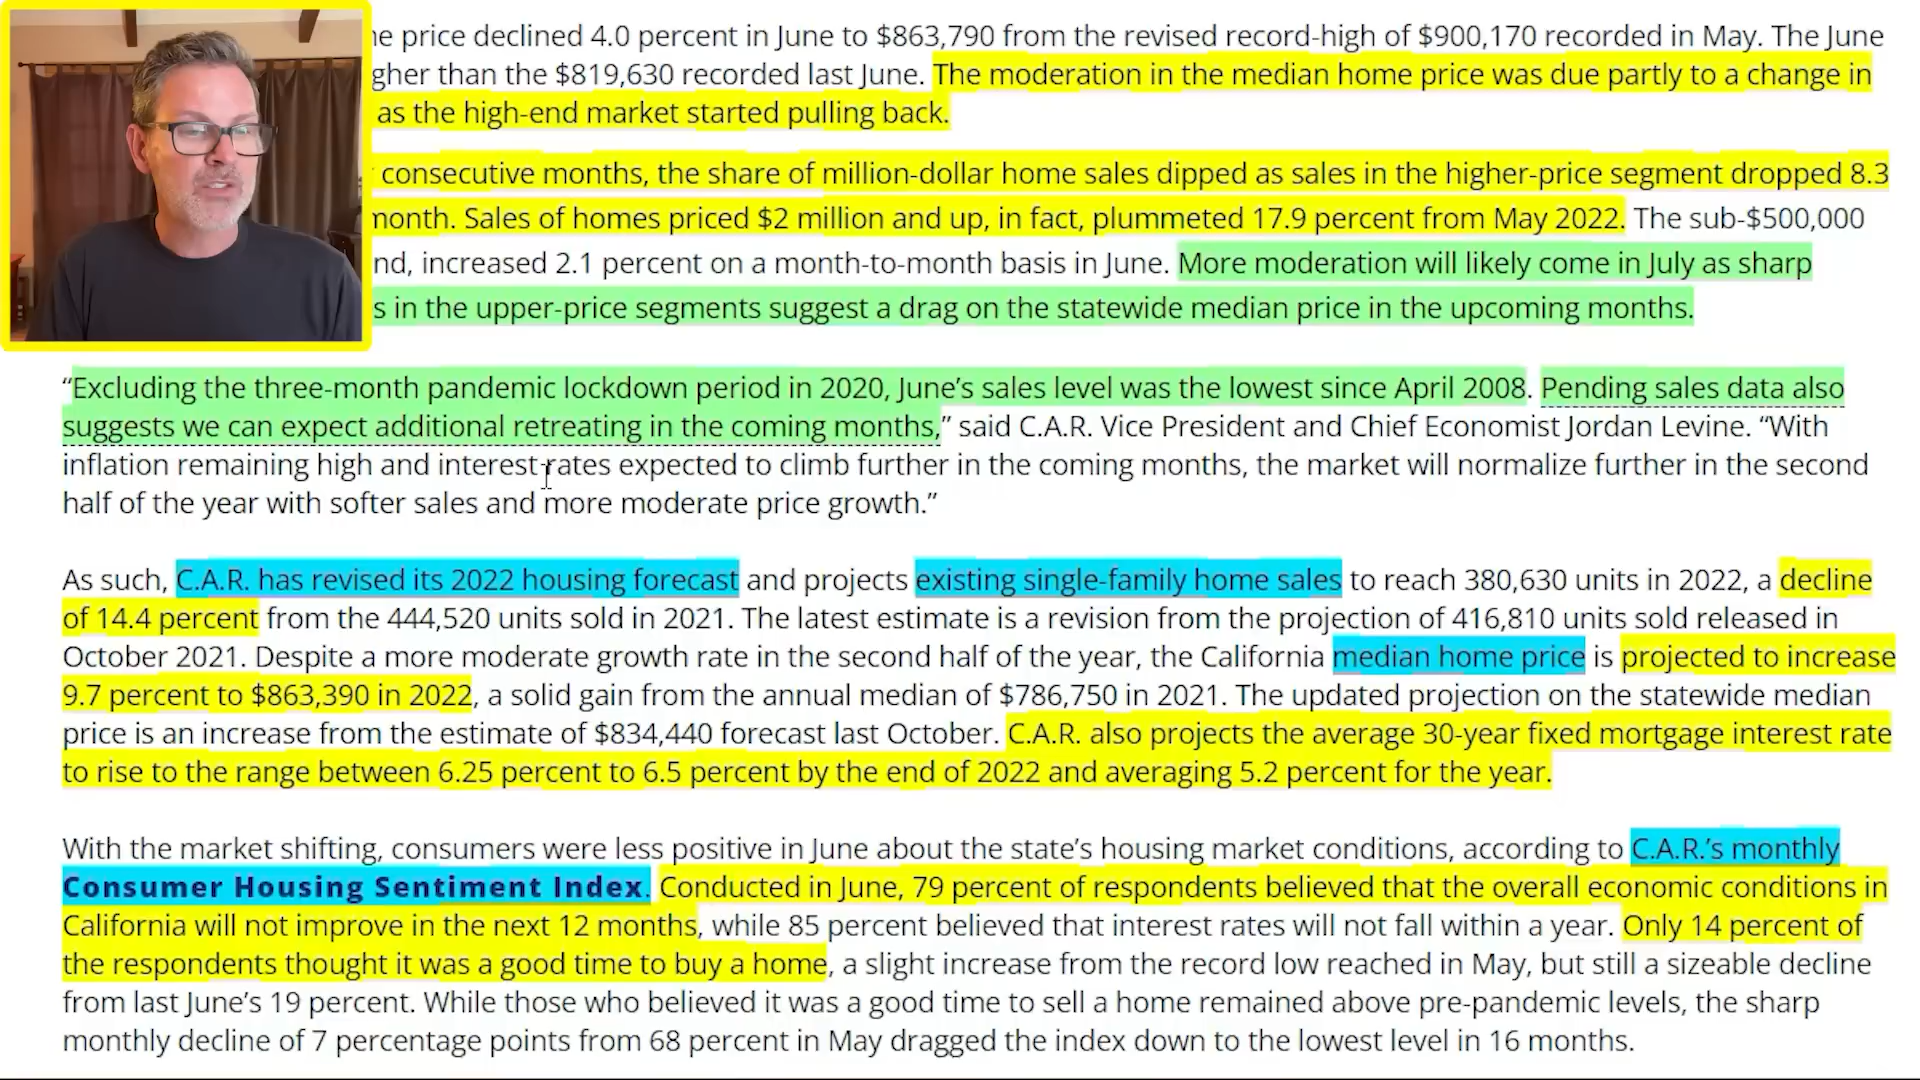 e price declined 4.0 percent in June to $863,790 from the revised record-high of $900,170 recorded in May. The June
gher than the $819,630 recorded last June. The moderation in the median home price was due partly to a change in
as the high-end market started pulling back.
consecutive months, the share of million-dollar home sales dipped as sales in the higher-price segment dropped 8.3
month. Sales of homes priced $2 million and up, in fact, plummeted 17.9 percent from May 2022. The sub-$500,000
nd, increased 2.1 percent on a month-to-month basis in June. More moderation will likely come in July as sharp
s in the upper-price segments suggest a drag on the statewide median price in the upcoming months.
“Excluding the three-month pandemic lockdown period in 2020, June’s sales level was the lowest since April 2008. Pending sales data also
suggests we can expect additional retreating in the coming months,” said C.A.R. Vice President and Chief Economist Jordan Levine. “With
inflation remaining high and interest rates expected to climb further in the coming months, the market will normalize further in the second
half of the year with softer sales and more moderate price growth.”
As such, C.A.R. has revised its 2022 housing forecast and projects existing single-family home sales to reach 380,630 units in 2022, a decline
of 14.4 percent from the 444,520 units sold in 2021. The latest estimate is a revision from the projection of 416,810 units sold released in
October 2021. Despite a more moderate growth rate in the second half of the year, the California median home price is projected to increase
9.7 percent to $863,390 in 2022, a solid gain from the annual median of $786,750 in 2021. The updated projection on the statewide median
price is an increase from the estimate of $834,440 forecast last October. C.A.R. also projects the average 30-year fixed mortgage interest rate
to rise to the range between 6.25 percent to 6.5 percent by the end of 2022 and averaging 5.2 percent for the year.
With the market shifting, consumers were less positive in June about the state’s housing market conditions, according to C.A.R.’s monthly
Consumer Housing Sentiment Index. Conducted in June, 79 percent of respondents believed that the overall economic conditions in
California will not improve in the next 12 months, while 85 percent believed that interest rates will not fall within a year. Only 14 percent of
the respondents thought it was a good time to buy a home, a slight increase from the record low reached in May, but still a sizeable decline
from last June’s 19 percent. While those who believed it was a good time to sell a home remained above pre-pandemic levels, the sharp
monthly decline of 7 percentage points from 68 percent in May dragged the index down to the lowest level in 16 months.